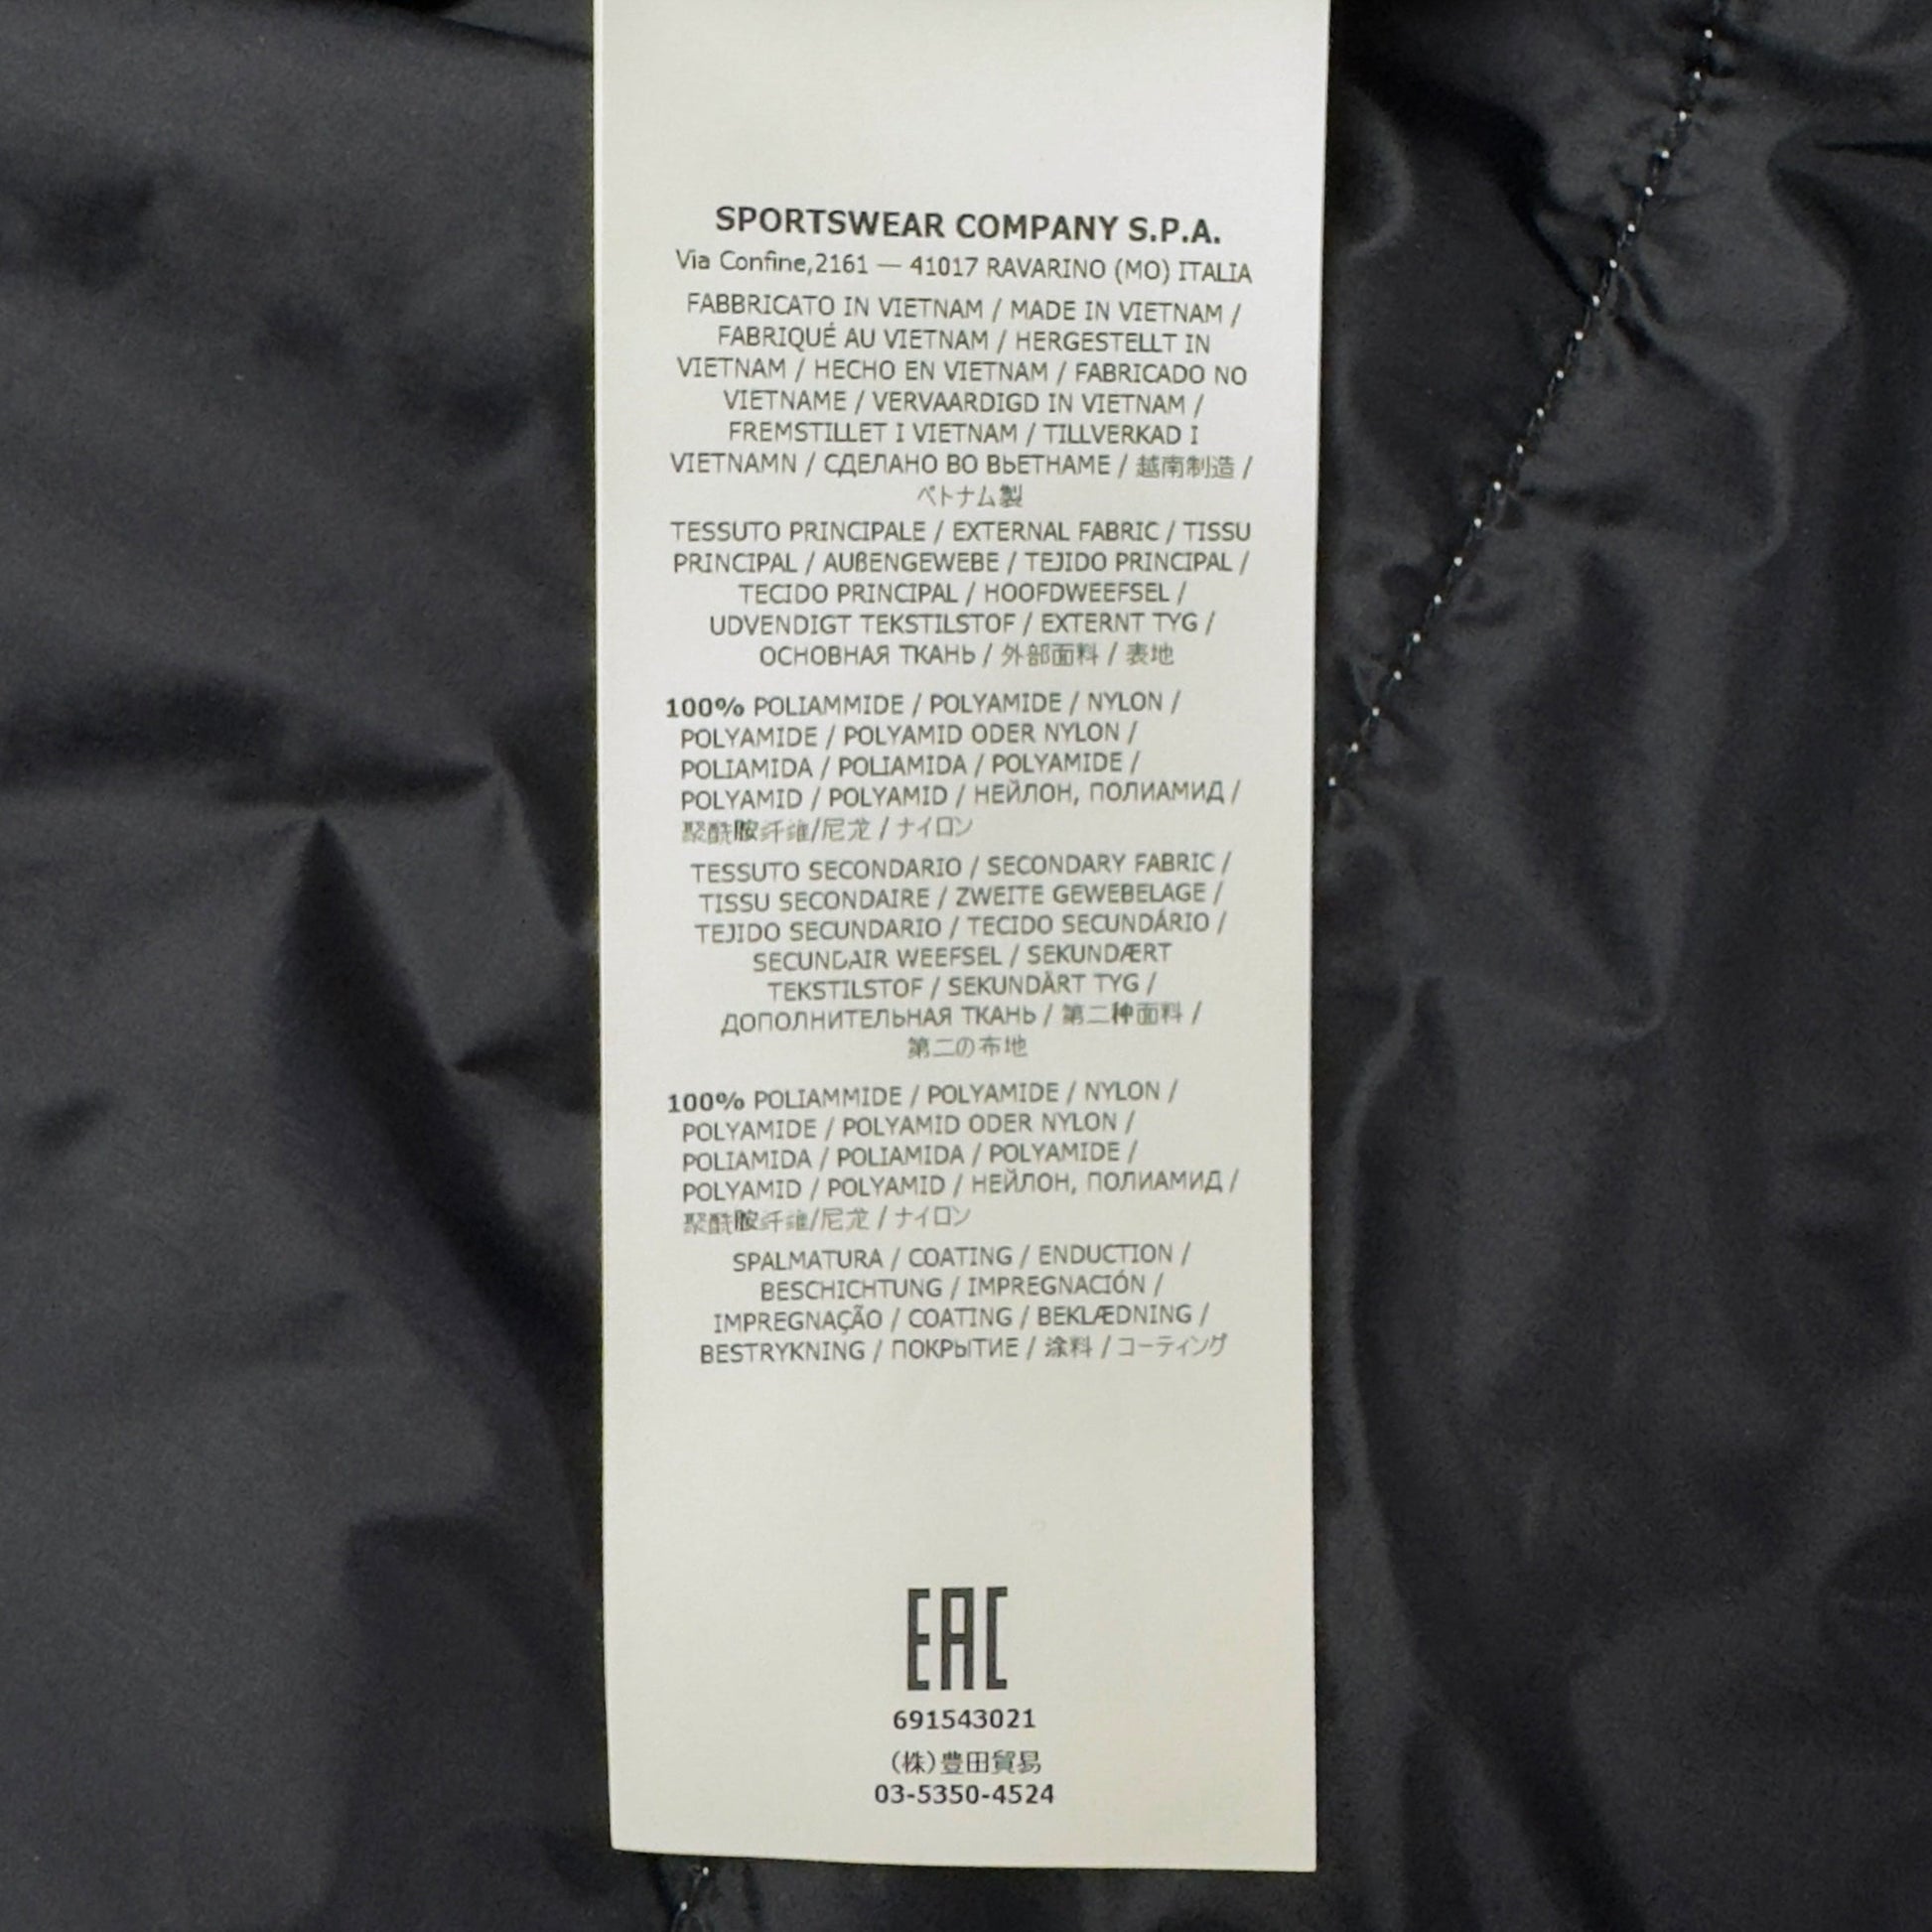 SPORTSWEAR COMPANY S.P.A.
Via Confine,2161 — 41017 RAVARINO (MO) ITALIA
FABBRICATO IN VIETNAM / MADE IN VIETNAM /
FABRIQUÉ AU VIETNAM / HERGESTELLT IN
VIETNAM / HECHO EN VIETNAM / FABRICADO NO
VIETNAME / VERVAARDIGD IN VIETNAM /
FREMSTILLET I VIETNAM / TILLVERKAD I
VIETNAMN / СДЕЛАНО ВО ВЬЕТНАМЕ / 越南制造 /
ベトナム製
TESSUTO PRINCIPALE / EXTERNAL FABRIC / TISSU
PRINCIPAL / AUßENGEWEBE / TEJIDO PRINCIPAL /
TECIDO PRINCIPAL / HOOFDWEEFSEL /
UDVENDIGT TEKSTILSTOF / EXTERNT TYG /
ОСНОВНАЯ ТКАНЬ / 外部面料 / 表地
100% POLIAMMIDE / POLYAMIDE / NYLON /
POLYAMIDE / POLYAMID ODER NYLON /
POLIAMIDA / POLIAMIDA / POLYAMIDE /
POLYAMID / POLYAMID / НЕЙЛОН, ПОЛИАМИД /
聚酰胺纤维/尼龙 / ナイロン
TESSUTO SECONDARIO / SECONDARY FABRIC /
TISSU SECONDAIRE / ZWEITE GEWEBELAGE /
TEJIDO SECUNDARIO / TECIDO SECUNDÁRIO /
SECUNDAIR WEEFSEL / SEKUNDÆRT
TEKSTILSTOF / SEKUNDÄRT TYG /
ДОПОЛНИТЕЛЬНАЯ ТКАНЬ / 第二种面料 /
第二の布地
100% POLIAMMIDE / POLYAMIDE / NYLON /
POLYAMIDE / POLYAMID ODER NYLON /
POLIAMIDA / POLIAMIDA / POLYAMIDE /
POLYAMID / POLYAMID / НЕЙЛОН, ПОЛИАМИД /
聚酰胺纤维/尼龙 / ナイロン
SPALMATURA / COATING / ENDUCTION /
BESCHICHTUNG / IMPREGNACIÓN /
IMPREGNAÇÃO / COATING / BEKLÆDNING /
BESTRYKNING / ПОКРЫТИЕ / 涂料 / コーティング
EAC
691543021
(株)豊田貿易
03-5350-4524